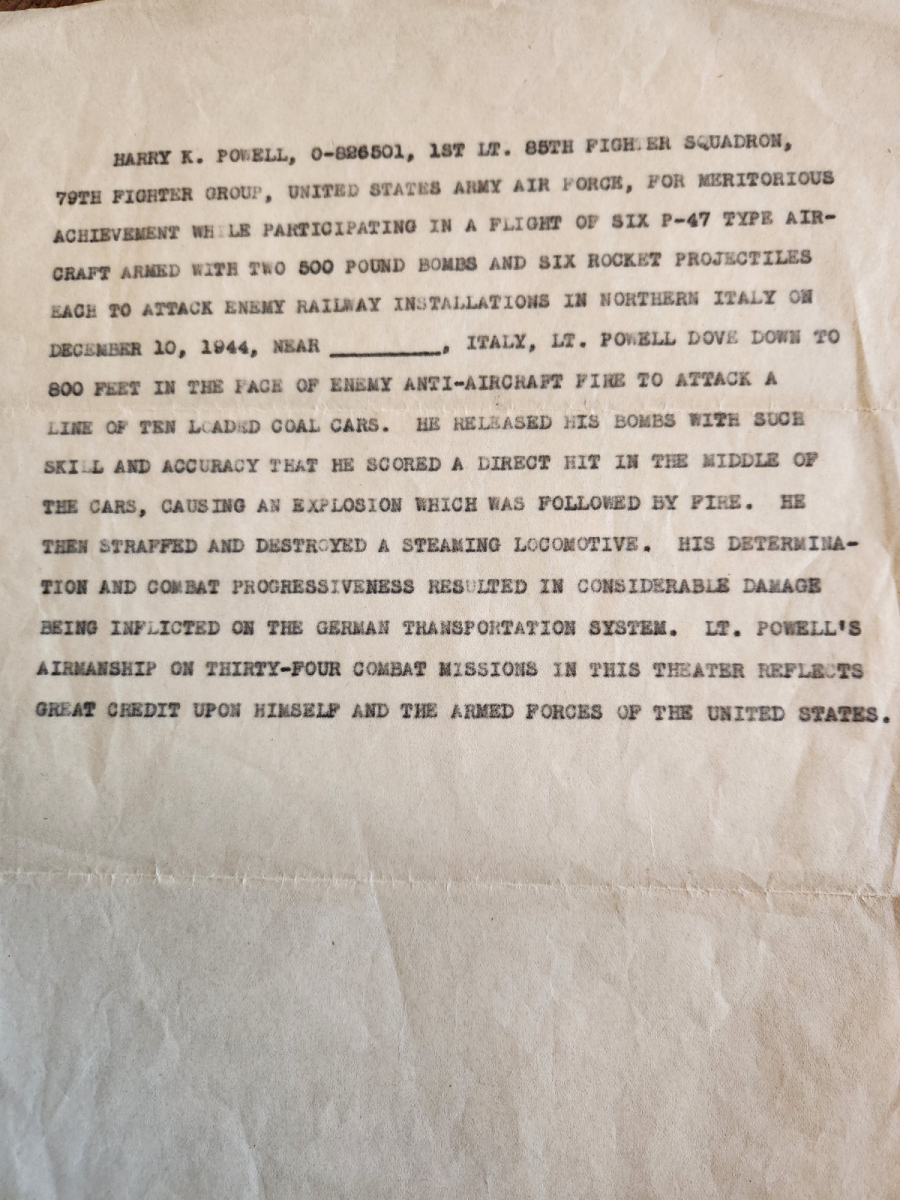 HARRY K. POWELL, O-826501, 1ST LT. 85TH FIGHTER SQUADRON,
79TH FIGHTER GROUP, UNITED STATES ARMY AIR FORCE, FOR MERITORIOUS
ACHIEVEMENT WHILE PARTICIPATING IN A FLIGHT OF SIX P-47 TYPE AIR-
CRAFT ARMED WITH TWO 500 POUND BOMBS AND SIX ROCKET PROJECTILES
EACH TO ATTACK ENEMY RAILWAY INSTALLATIONS IN NORTHERN ITALY ON
DECEMBER 10, 1944, NEAR __________, ITALY, LT. POWELL DOVE DOWN TO
800 FEET IN THE FACE OF ENEMY ANTI-AIRCRAFT FIRE TO ATTACK A
LINE OF TEN LOADED COAL CARS. HE RELEASED HIS BOMBS WITH SUCH
SKILL AND ACCURACY THAT HE SCORED A DIRECT HIT IN THE MIDDLE OF
THE CARS, CAUSING AN EXPLOSION WHICH WAS FOLLOWED BY FIRE. HE
THEN STRAFFED AND DESTROYED A STEAMING LOCOMOTIVE. HIS DETERMINA-
TION AND COMBAT PROGRESSIVENESS RESULTED IN CONSIDERABLE DAMAGE
BEING INFLICTED ON THE GERMAN TRANSPORTATION SYSTEM. LT. POWELL'S
AIRMANSHIP ON THIRTY-FOUR COMBAT MISSIONS IN THIS THEATER REFLECTS
GREAT CREDIT UPON HIMSELF AND THE ARMED FORCES OF THE UNITED STATES.